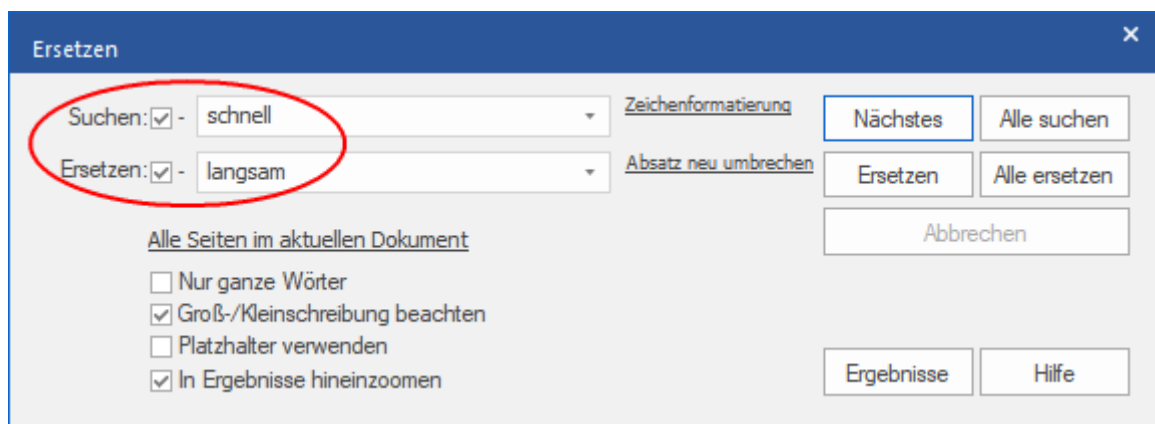 Ersetzen
Suchen: - schnell Zeichenformatierung Nächstes Alle suchen
Ersetzen: - langsam Absatz neu umbrechen Ersetzen Alle ersetzen
Alle Seiten im aktuellen Dokument Abbrechen
Nur ganze Wörter
Groß-/Kleinschreibung beachten
Platzhalter verwenden
In Ergebnisse hineinzoomen Ergebnisse Hilfe